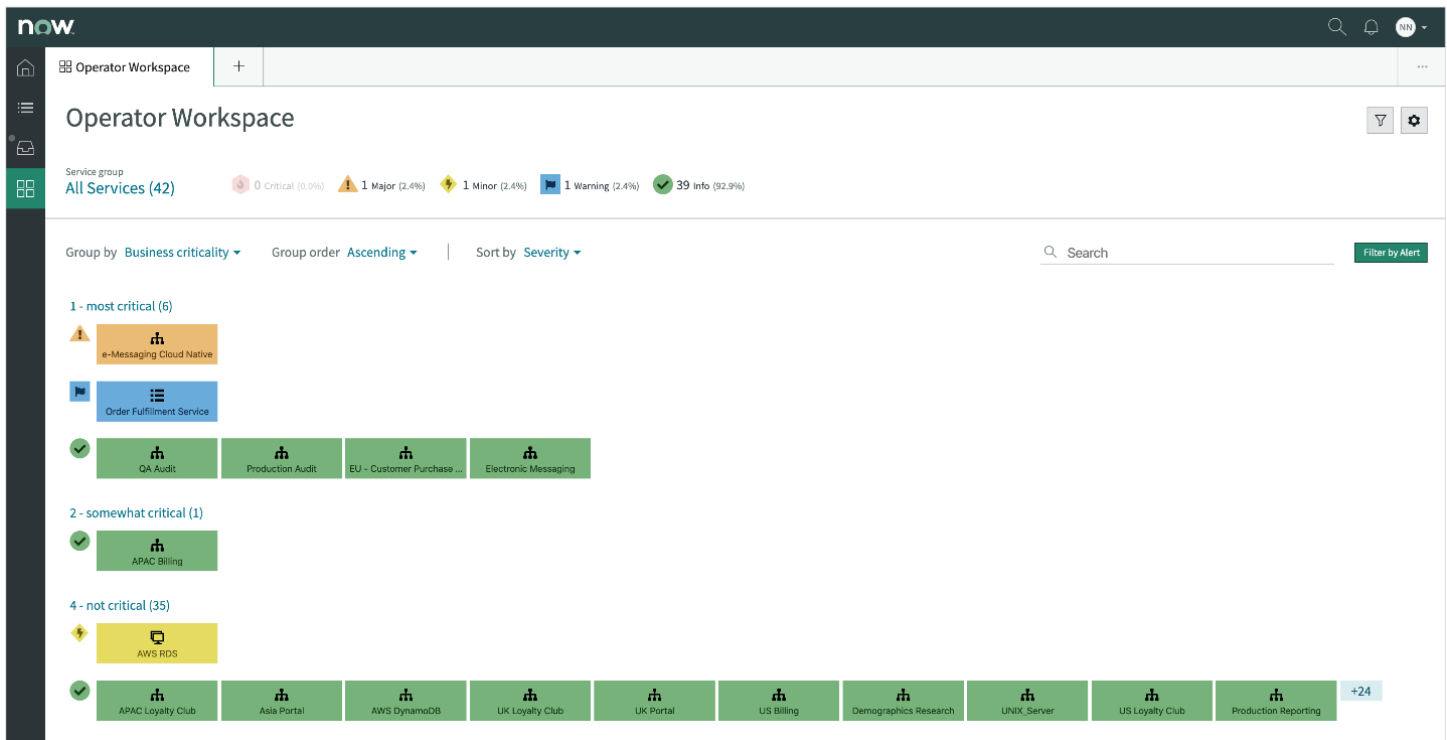 now.
NN
Operator Workspace
+
...
Operator Workspace
Service group
All Services (42)
0 Critical (0.0%)
1 Major (2.4%)
1 Minor (2.4%)
1 Warning (2.4%)
39 Info (92.9%)
Group by Business criticality
Group order Ascending
Sort by Severity
Search
Filter by Alert
1 - most critical (6)
e-Messaging Cloud Native
Order Fulfillment Service
QA Audit
Production Audit
EU - Customer Purchase ...
Electronic Messaging
2 - somewhat critical (1)
APAC Billing
4 - not critical (35)
AWS RDS
APAC Loyalty Club
Asia Portal
AWS DynamoDB
UK Loyalty Club
UK Portal
US Billing
Demographics Research
UNIX_Server
US Loyalty Club
Production Reporting
+24